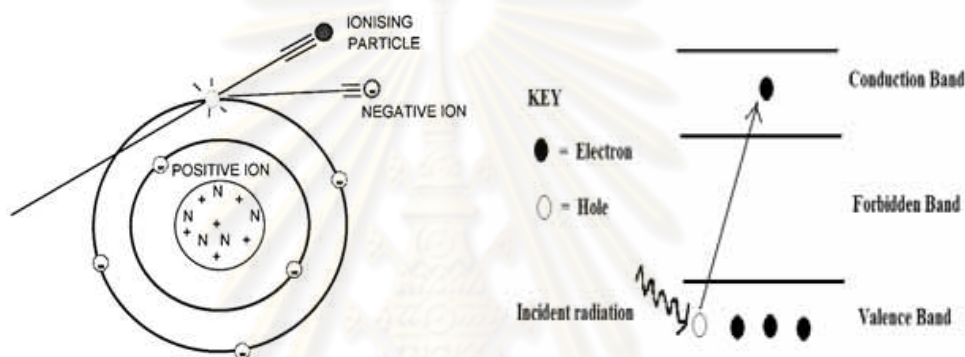 IONISING
PARTICLE
NEGATIVE ION
POSITIVE ION
N
+ +
N N
+ N N +
+
KEY
= Electron
= Hole
Incident radiation
Conduction Band
Forbidden Band
Valence Band